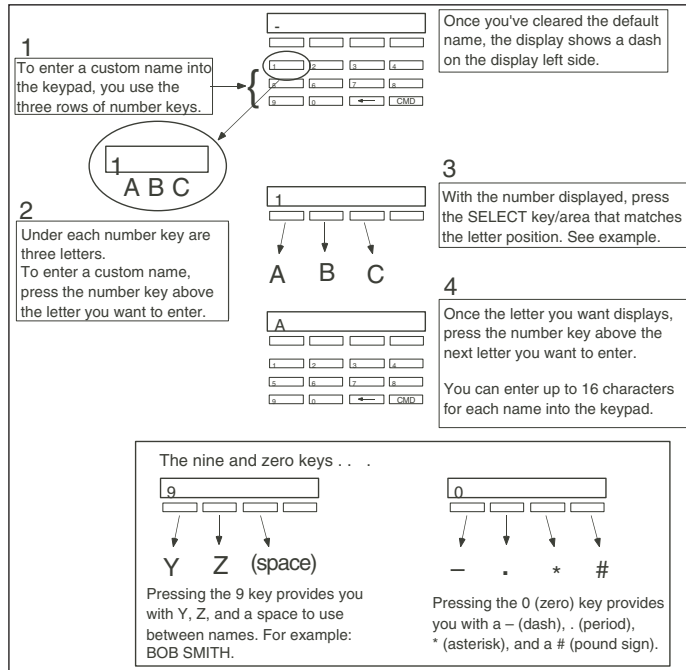 1
To enter a custom name into
the keypad, you use the
three rows of number keys.
-
1 2 3 4
5 6 7 8
9 0 CMD
Once you've cleared the default
name, the display shows a dash
on the display left side.
1
A B C
2
Under each number key are
three letters.
To enter a custom name,
press the number key above
the letter you want to enter.
1
A B C
3
With the number displayed, press
the SELECT key/area that matches
the letter position. See example.
A
1 2 3 4
5 6 7 8
9 0 CMD
4
Once the letter you want displays,
press the number key above the
next letter you want to enter.
You can enter up to 16 characters
for each name into the keypad.
The nine and zero keys . . .
9
Y Z (space)
Pressing the 9 key provides you
with Y, Z, and a space to use
between names. For example:
BOB SMITH.
0
– . * #
Pressing the 0 (zero) key provides
you with a – (dash), . (period),
* (asterisk), and a # (pound sign).